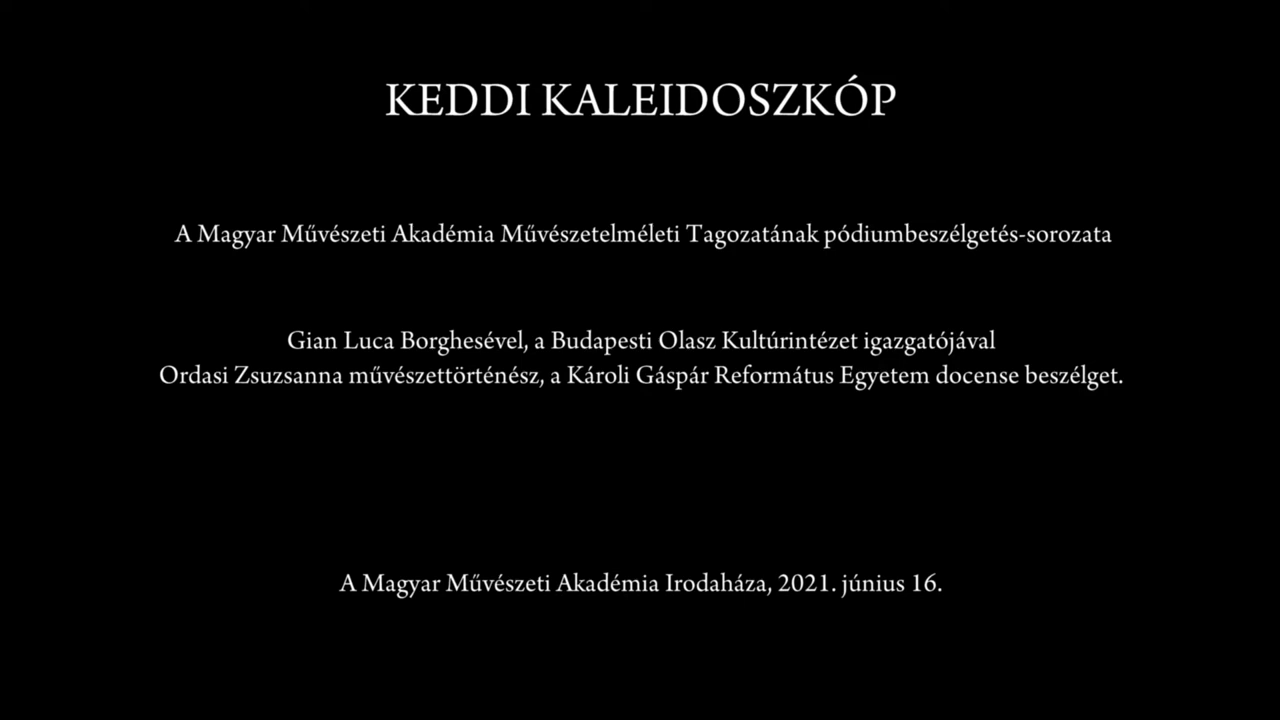 KEDDI KALEIDOSZKÓP
A Magyar Művészeti Akadémia Művészetelméleti Tagozatának pódiumbeszélgetés-sorozata
Gian Luca Borghesével, a Budapesti Olasz Kultúrintézet igazgatójával
Ordasi Zsuzsanna művészettörténész, a Károli Gáspár Református Egyetem docense beszélget.
A Magyar Művészeti Akadémia Irodaháza, 2021. június 16.